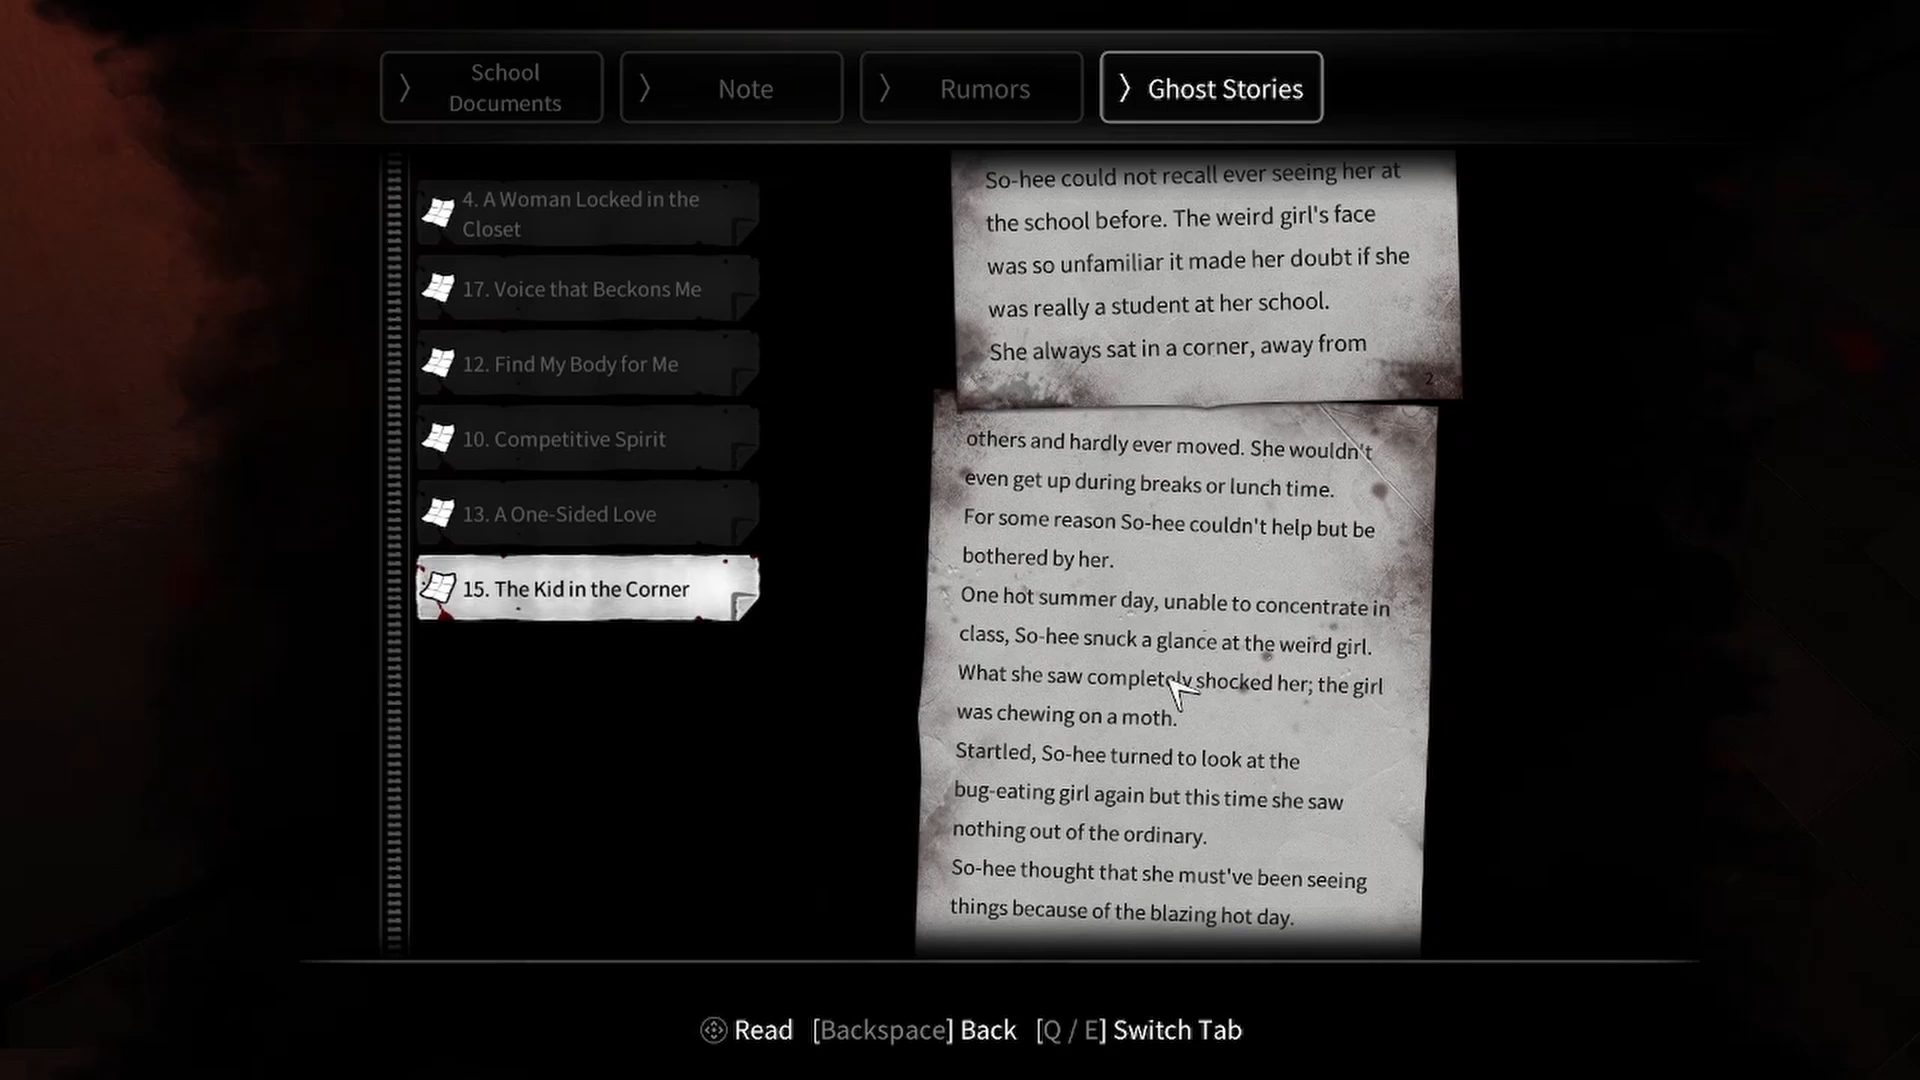 School
Documents
Note
Rumors
Ghost Stories
4. A Woman Locked in the
Closet
17. Voice that Beckons Me
12. Find My Body for Me
10. Competitive Spirit
13. A One-Sided Love
15. The Kid in the Corner
So-hee could not recall ever seeing her at
the school before. The weird girl's face
was so unfamiliar it made her doubt if she
was really a student at her school.
She always sat in a corner, away from
2
others and hardly ever moved. She wouldn't
even get up during breaks or lunch time.
For some reason So-hee couldn't help but be
bothered by her.
One hot summer day, unable to concentrate in
class, So-hee snuck a glance at the weird girl.
What she saw completely shocked her; the girl
was chewing on a moth.
Startled, So-hee turned to look at the
bug-eating girl again but this time she saw
nothing out of the ordinary.
So-hee thought that she must've been seeing
things because of the blazing hot day.
Read [Backspace] Back [Q / E] Switch Tab